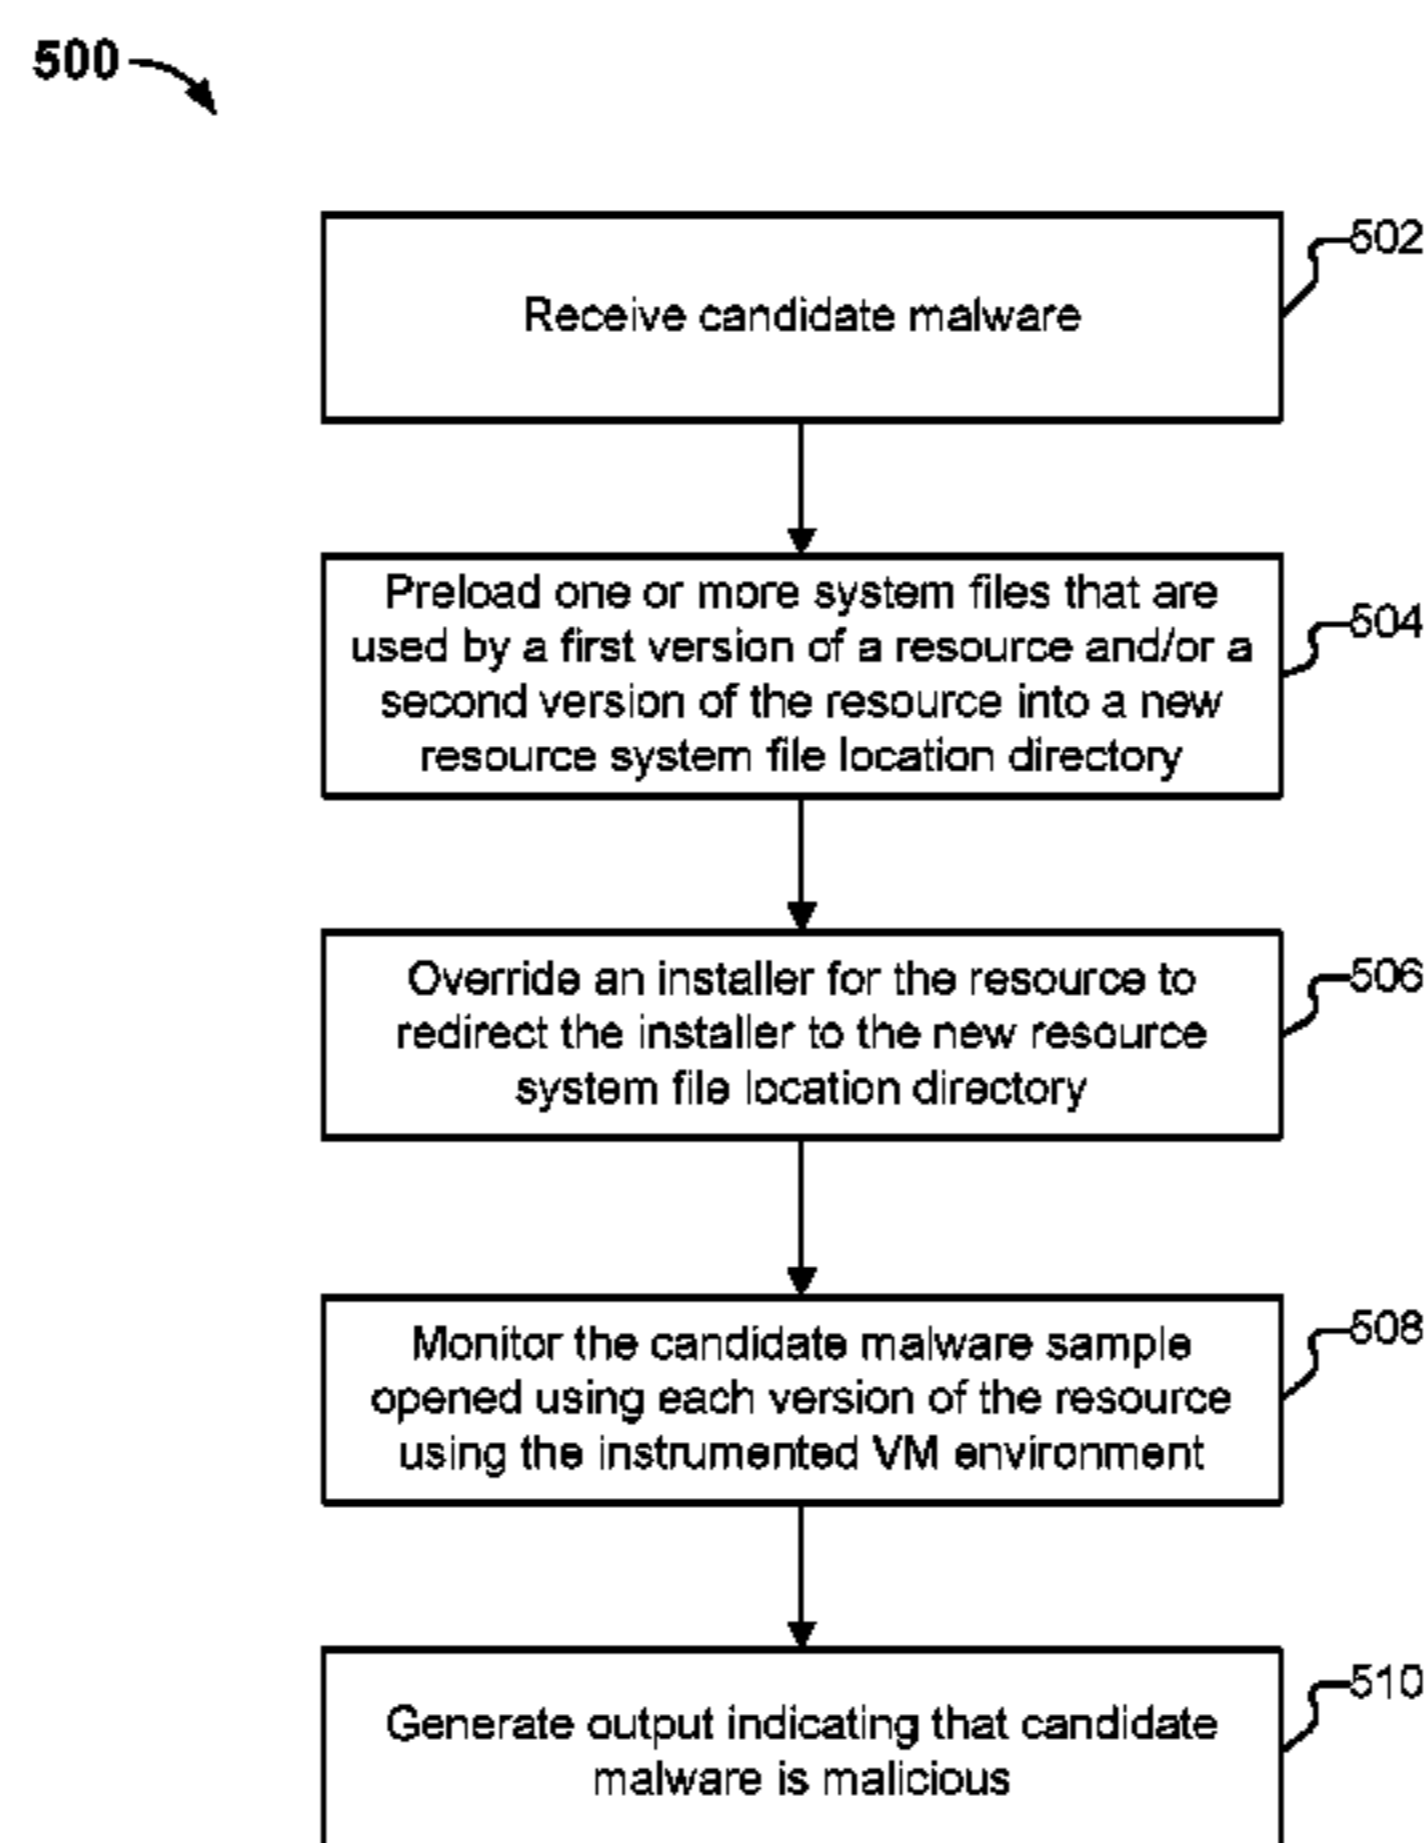 500
502
Receive candidate malware
504
Preload one or more system files that are
used by a first version of a resource and/or a
second version of the resource into a new
resource system file location directory
506
Override an installer for the resource to
redirect the installer to the new resource
system file location directory
508
Monitor the candidate malware sample
opened using each version of the resource
using the instrumented VM environment
510
Generate output indicating that candidate
malware is malicious